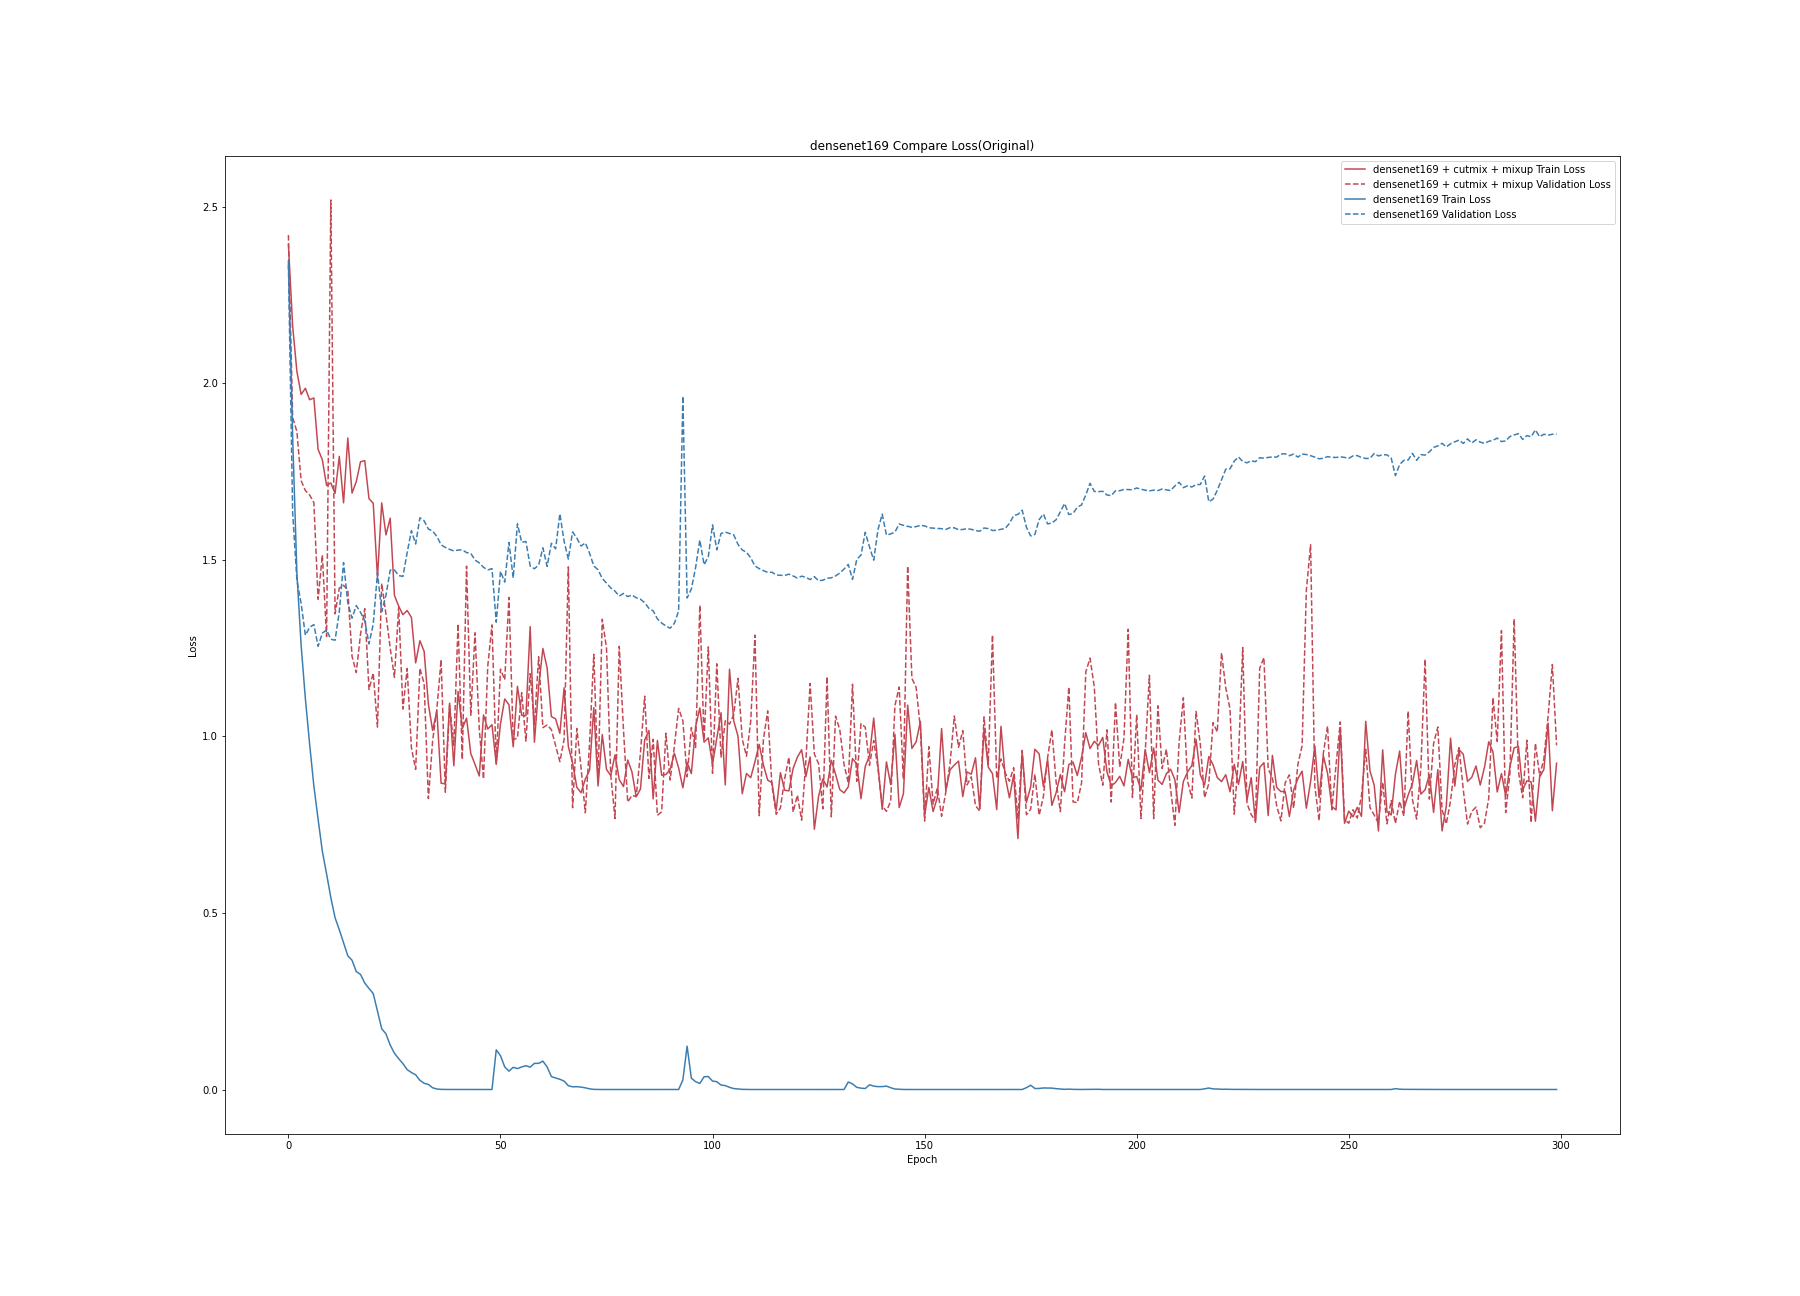 densenet169 Compare Loss(Original)
densenet169 + cutmix + mixup Train Loss
densenet169 + cutmix + mixup Validation Loss
densenet169 Train Loss
densenet169 Validation Loss
2.5
2.0
1.5
1.0
0.5
0.0
Loss
0 50 100 150 200 250 300
Epoch